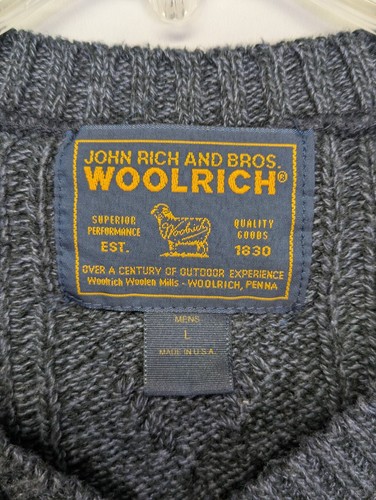 JOHN RICH AND BROS.
WOOLRICH®
SUPERIOR
PERFORMANCE
EST.
Woolrich
QUALITY
GOODS
1830
OVER A CENTURY OF OUTDOOR EXPERIENCE
Woolrich Woolen Mills - WOOLRICH, PENNA
MENS
L
MADE IN U.S.A.